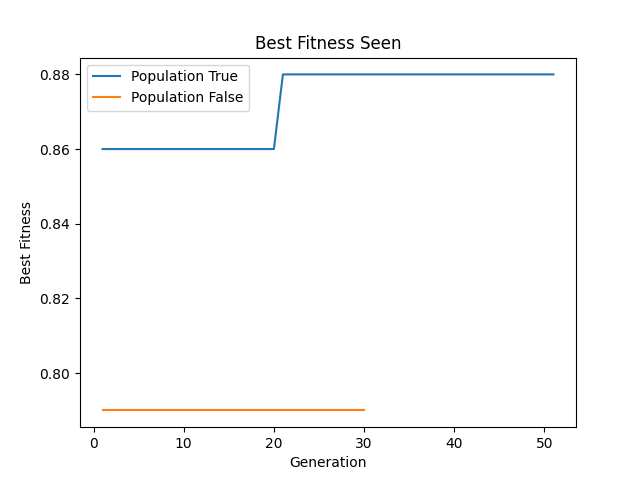 Best Fitness Seen
Population True
Population False
0.88
0.86
0.84
0.82
0.80
Best Fitness
0 10 20 30 40 50
Generation